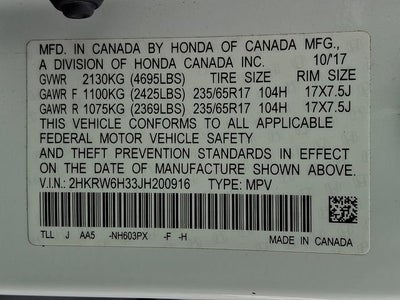 MFD. IN CANADA BY HONDA OF CANADA MFG.,
A DIVISION OF HONDA CANADA INC. 10/17
GVWR 2130KG (4695LBS) TIRE SIZE RIM SIZE
GAWR F 1100KG (2425LBS) 235/65R17 104H 17X7.5J
GAWR R 1075KG (2369LBS) 235/65R17 104H 17X7.5J
THIS VEHICLE CONFORMS TO ALL APPLICABLE
FEDERAL MOTOR VEHICLE SAFETY
AND THEFT PREVENTION STANDARDS IN EFFECT
ON THE DATE OF MANUFACTURE SHOWN ABOVE.
V.I.N.: 2HKRW6H33JH200916 TYPE: MPV
TLL J AA5 -NH603PX -F -H MADE IN CANADA